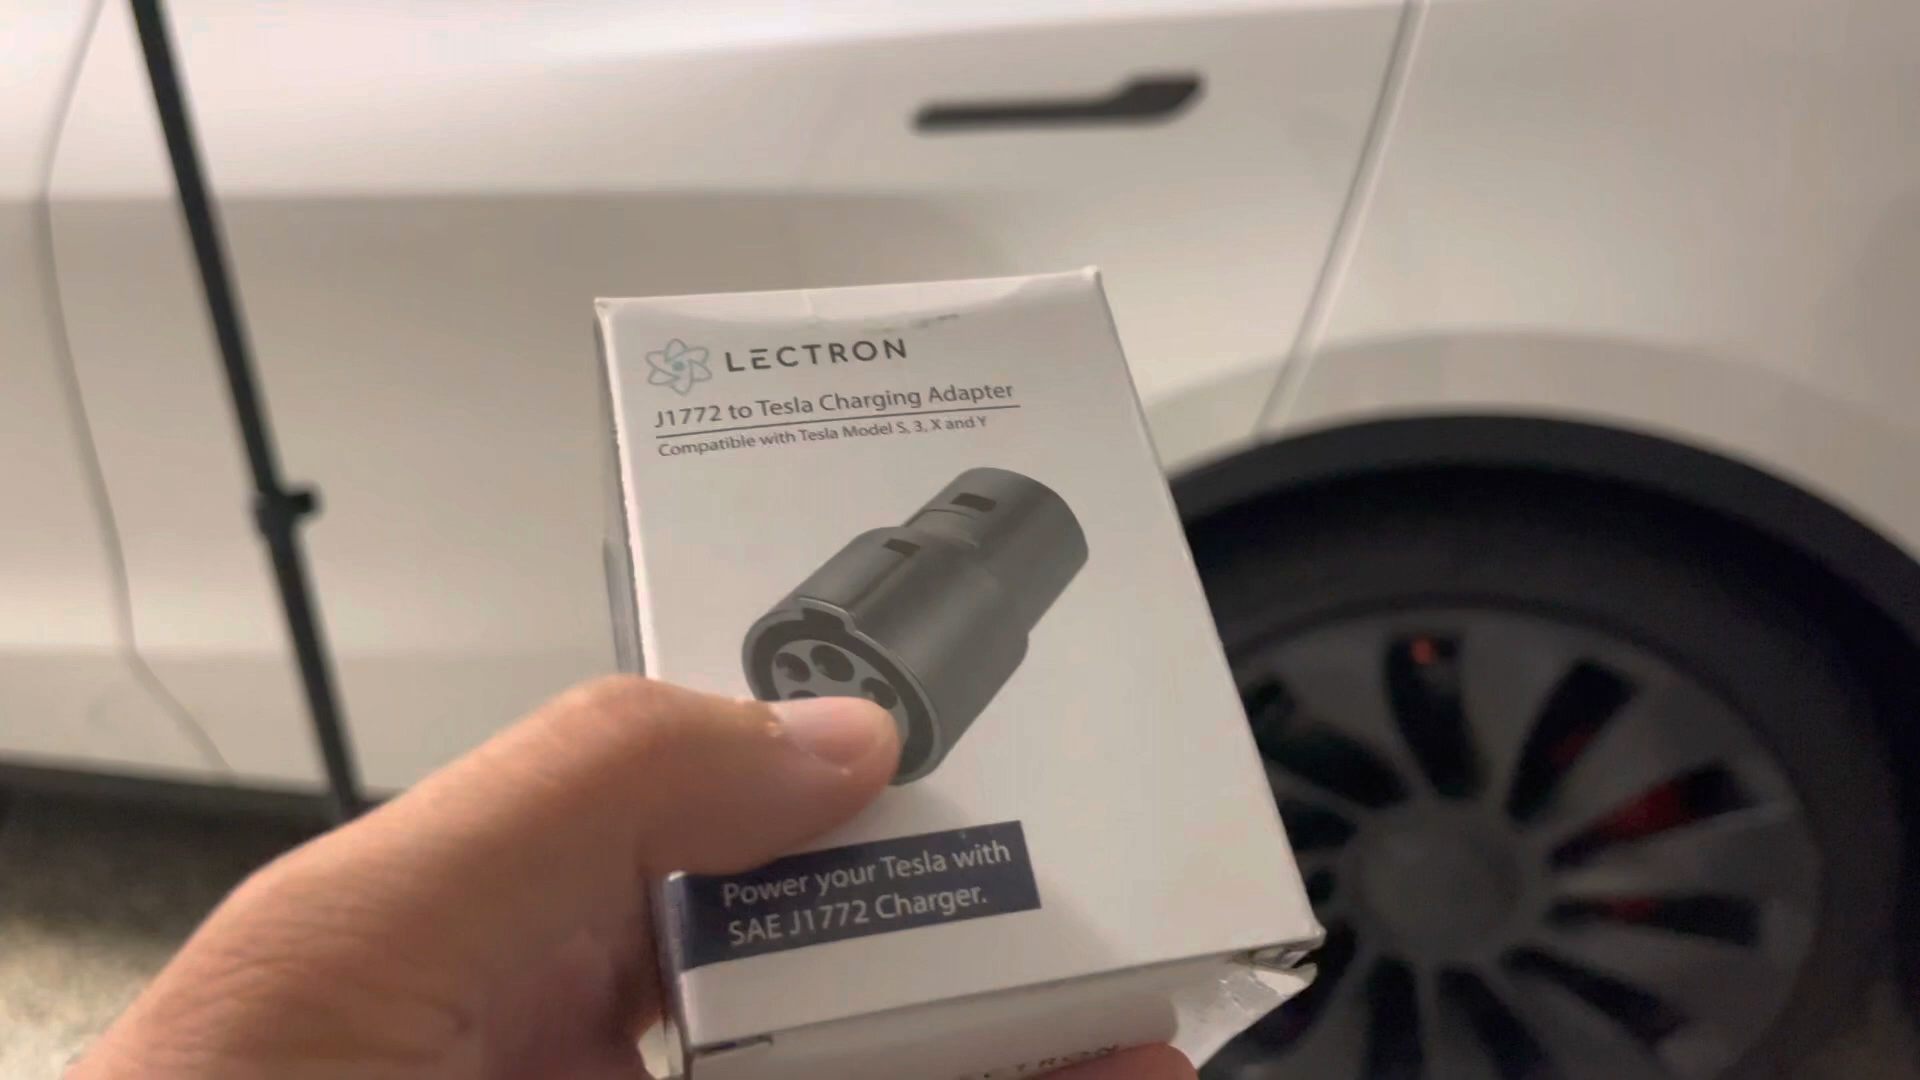 LECTRON
J1772 to Tesla Charging Adapter
Compatible with Tesla Model S, 3, X and Y
Power your Tesla with
SAE J1772 Charger.